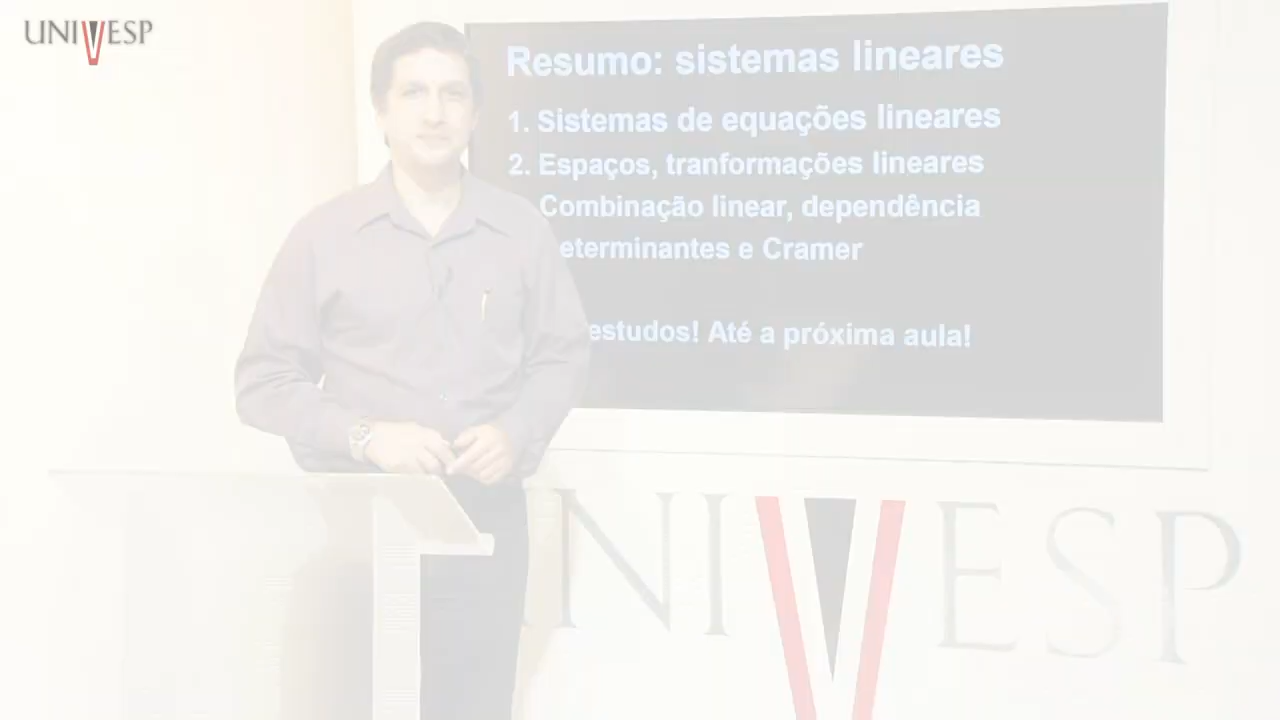 UNIVESP
Resumo: sistemas lineares
1. Sistemas de equações lineares
2. Espaços, tranformações lineares
Combinação linear, dependência
eterminantes e Cramer
estudos! Até a próxima aula!
NIVESP